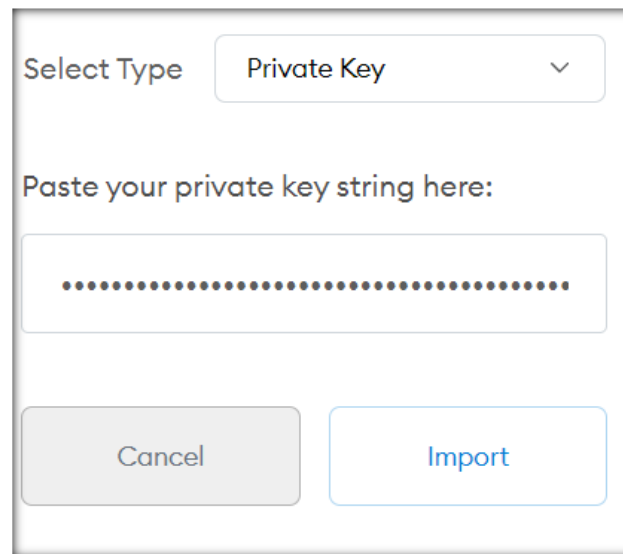 Select Type Private Key
Paste your private key string here:
•••••••••••••••••••••••••••••••••••••••••
Cancel Import